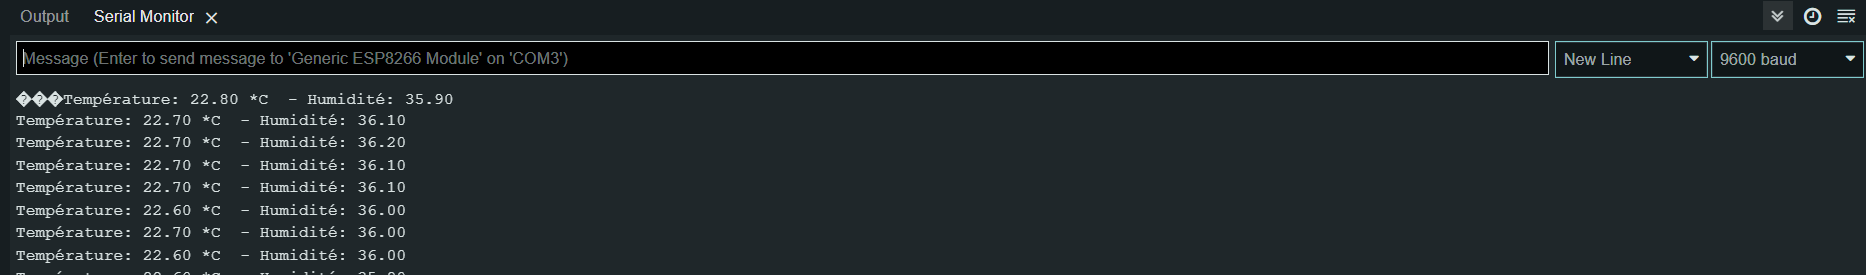 Output Serial Monitor ×
Message (Enter to send message to 'Generic ESP8266 Module' on 'COM3') New Line 9600 baud
���Température: 22.80 *C  - Humidité: 35.90
Température: 22.70 *C  - Humidité: 36.10
Température: 22.70 *C  - Humidité: 36.20
Température: 22.70 *C  - Humidité: 36.10
Température: 22.70 *C  - Humidité: 36.10
Température: 22.60 *C  - Humidité: 36.00
Température: 22.70 *C  - Humidité: 36.00
Température: 22.60 *C  - Humidité: 36.00